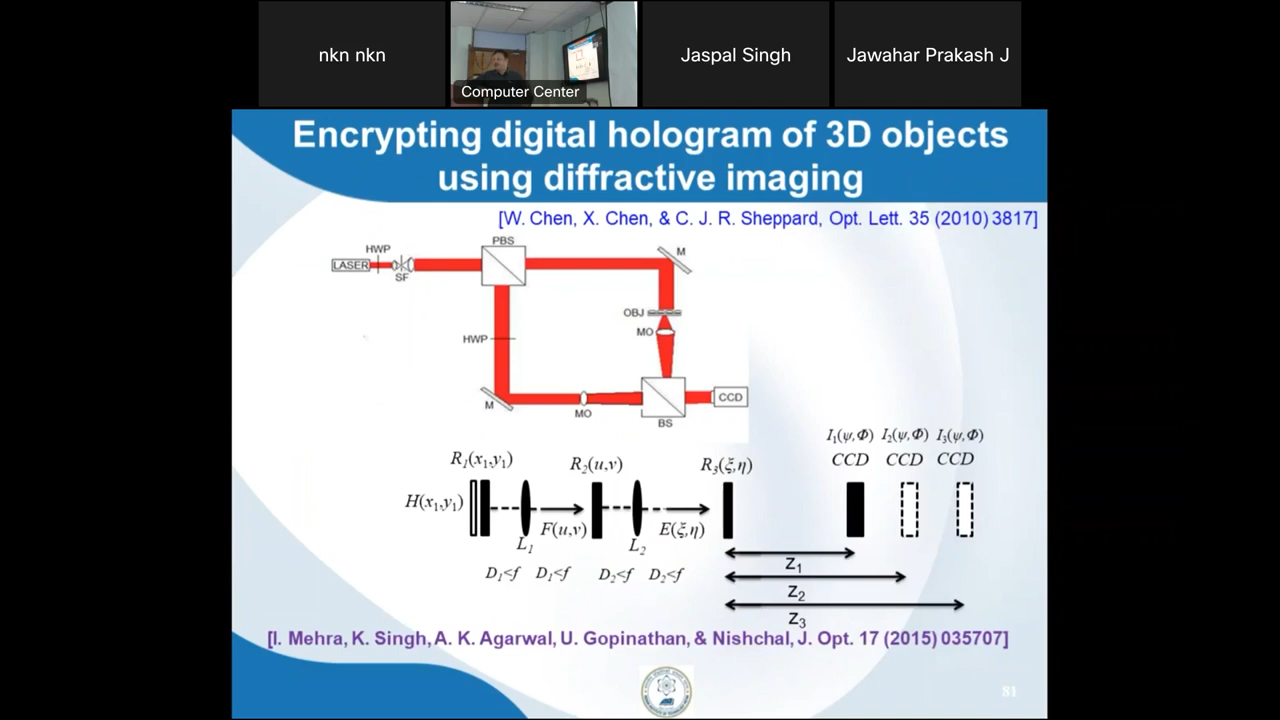 nkn nkn
Computer Center
Jaspal Singh
Jawahar Prakash J
Encrypting digital hologram of 3D objects
using diffractive imaging
[W. Chen, X. Chen, & C. J. R. Sheppard, Opt. Lett. 35 (2010) 3817]
PBS
HWP
M
LASER
SF
OBJ
MO
HWP
M
MO
BS
CCD
I₁(ψ,Φ) I₂(ψ,Φ) I₃(ψ,Φ)
R₁(x₁,y₁) R₂(u,v) R₃(ξ,η) CCD CCD CCD
H(x₁,y₁)
F(u,v) E(ξ,η)
L₁ L₂
D₁<f D₁<f D₂<f D₂<f
z₁
z₂
z₃
[I. Mehra, K. Singh, A. K. Agarwal, U. Gopinathan, & Nishchal, J. Opt. 17 (2015) 035707]
81